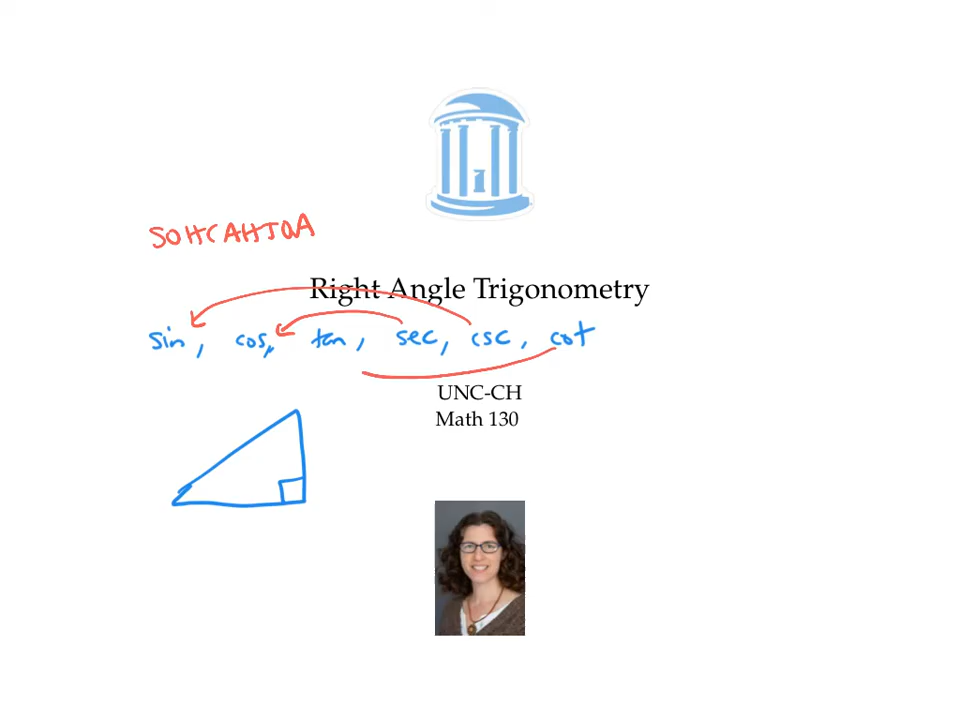 SOHCAHTOA
Right Angle Trigonometry
sin, cos, tan, sec, csc, cot
UNC-CH
Math 130